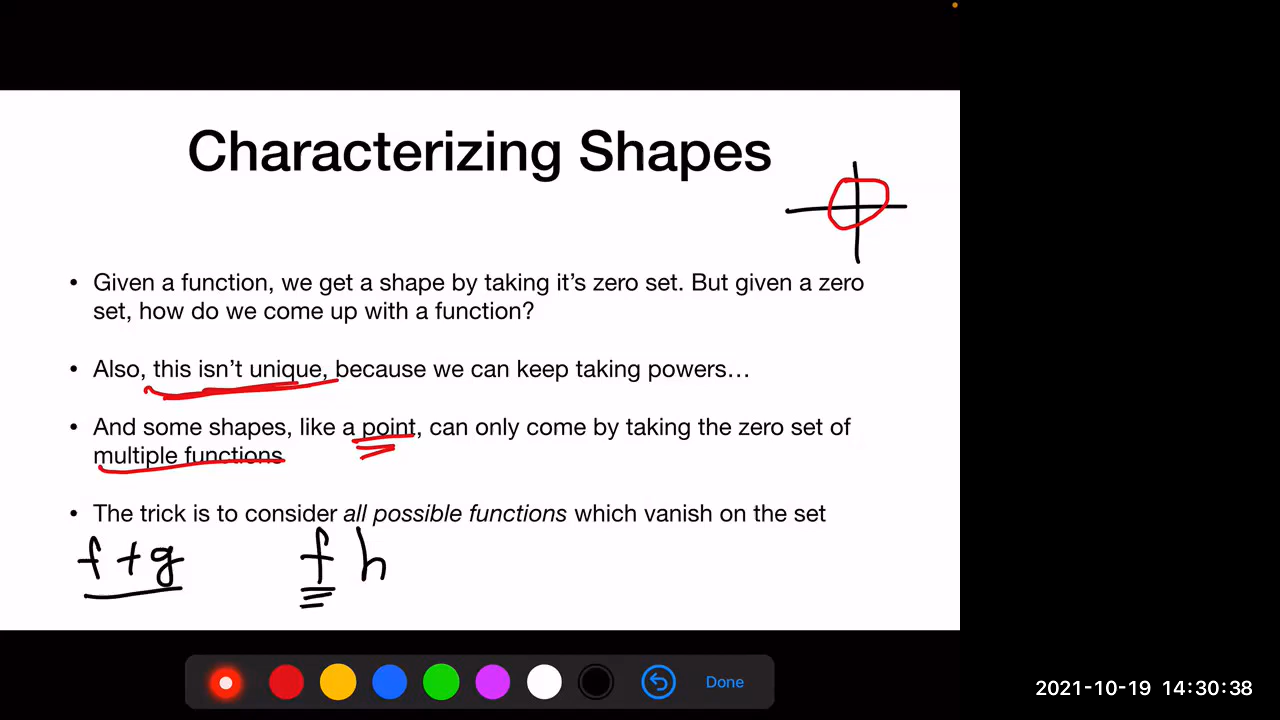 Characterizing Shapes
• Given a function, we get a shape by taking it’s zero set. But given a zero
set, how do we come up with a function?
• Also, this isn’t unique, because we can keep taking powers…
• And some shapes, like a point, can only come by taking the zero set of
multiple functions
• The trick is to consider all possible functions which vanish on the set
f + g f h
Done
2021-10-19 14:30:38